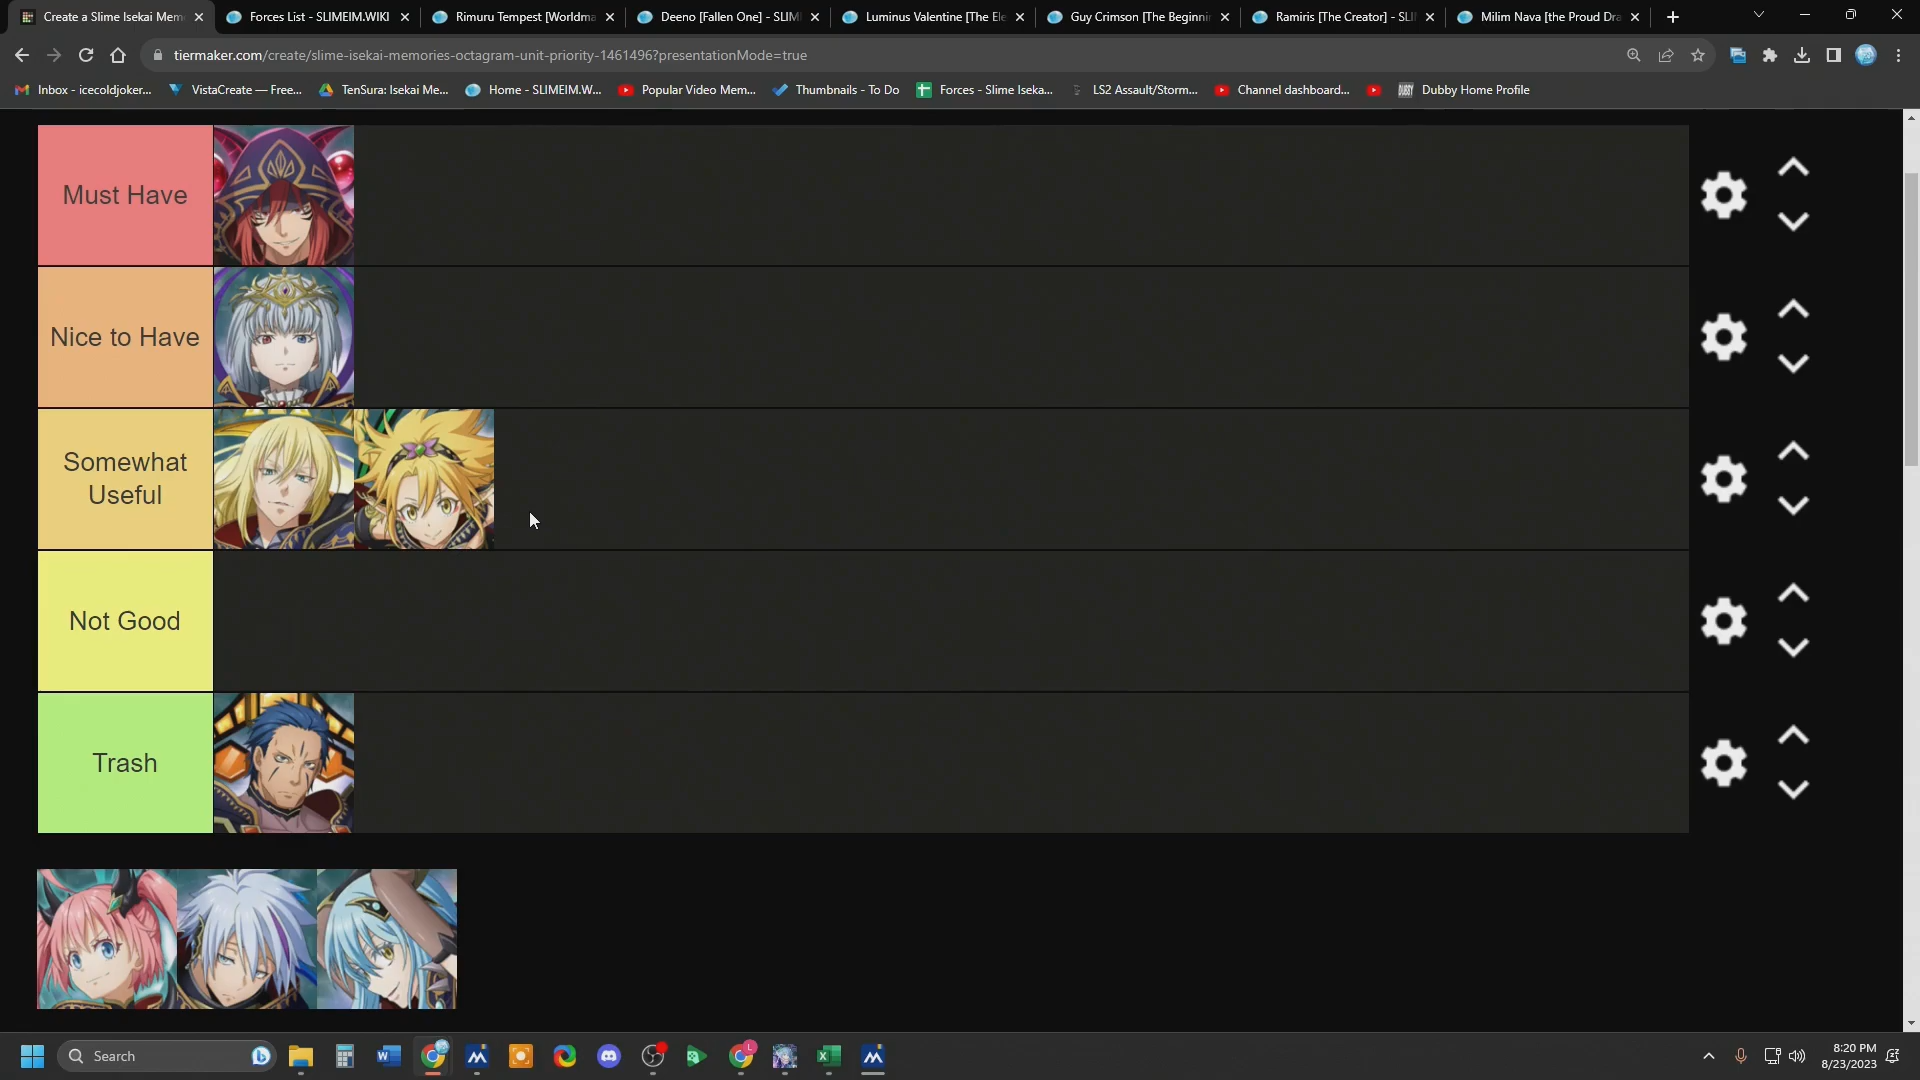 Create a Slime Isekai Mem
Forces List - SLIMEIM.WIKI
Rimuru Tempest [Worldma
Deeno [Fallen One] - SLIM
Luminus Valentine [The Ele
Guy Crimson [The Beginni
Ramiris [The Creator] - SLI
Milim Nava [the Proud Dra
tiermaker.com/create/slime-isekai-memories-octagram-unit-priority-1461496?presentationMode=true
Inbox - icecoldjoker...
VistaCreate — Free...
TenSura: Isekai Me...
Home - SLIMEIM.W...
Popular Video Mem...
Thumbnails - To Do
Forces - Slime Iseka...
LS2 Assault/Storm...
Channel dashboard...
DUBBY
Dubby Home Profile
Must Have
Nice to Have
Somewhat
Useful
Not Good
Trash
Search
8:20 PM
8/23/2023